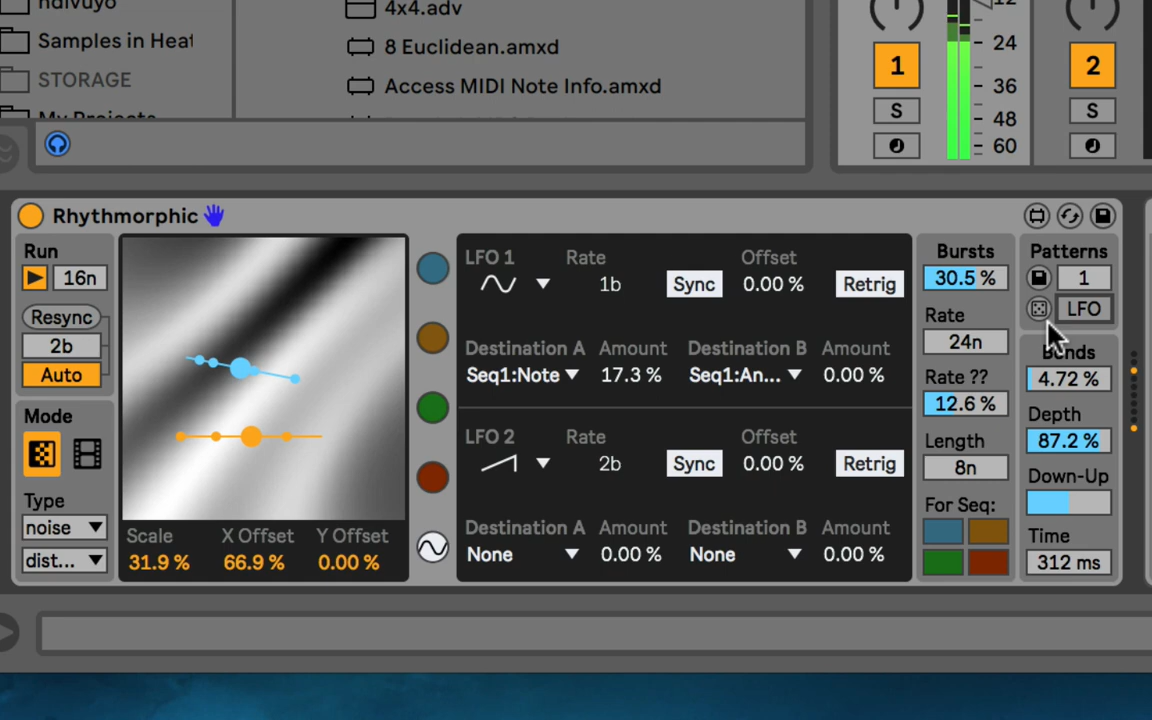 ndivuyo
4x4.adv
Samples in Heat
8 Euclidean.amxd
STORAGE
Access MIDI Note Info.amxd
My Projects
12
24
36
48
60
1
S
2
S
Rhythmorphic
Run
16n
Resync
2b
Auto
Mode
Type
noise
dist...
Scale
X Offset
Y Offset
31.9 %
66.9 %
0.00 %
LFO 1
Rate
Offset
1b
Sync
0.00 %
Retrig
Destination A
Amount
Destination B
Amount
Seq1:Note
17.3 %
Seq1:An...
0.00 %
LFO 2
Rate
Offset
2b
Sync
0.00 %
Retrig
Destination A
Amount
Destination B
Amount
None
0.00 %
None
0.00 %
Bursts
30.5 %
Rate
24n
Rate ??
12.6 %
Length
8n
For Seq:
Patterns
1
LFO
Bends
4.72 %
Depth
87.2 %
Down-Up
Time
312 ms